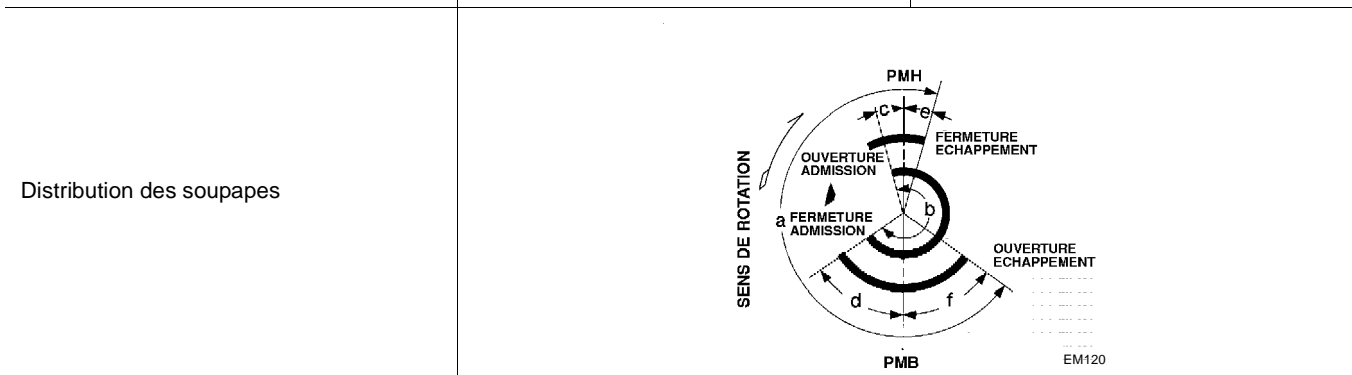 Distribution des soupapes
PMH
c
e
FERMETURE
ECHAPPEMENT
OUVERTURE
ADMISSION
SENS DE ROTATION
a
FERMETURE
ADMISSION
b
OUVERTURE
ECHAPPEMENT
d
f
PMB
EM120